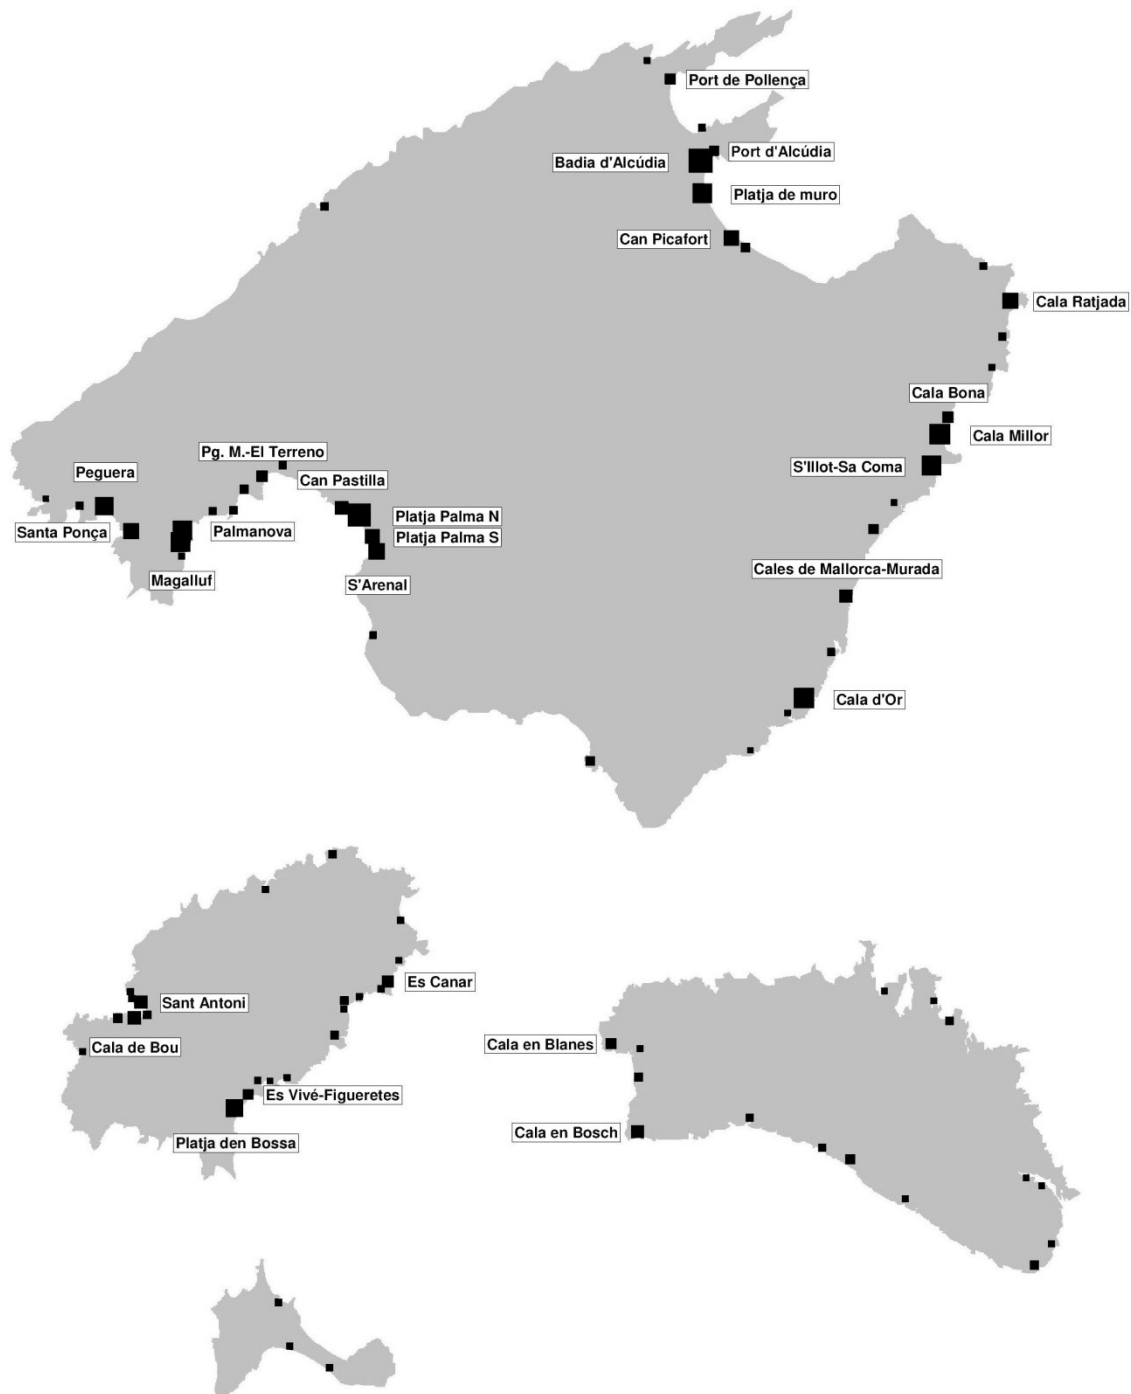 Port de Pollença
Port d'Alcúdia
Badia d'Alcúdia
Platja de muro
Can Picafort
Cala Ratjada
Cala Bona
Cala Millor
Pg. M.-El Terreno
S'Illot-Sa Coma
Peguera
Can Pastilla
Platja Palma N
Santa Ponça
Palmanova
Platja Palma S
Cales de Mallorca-Murada
Magalluf
S'Arenal
Cala d'Or
Es Canar
Sant Antoni
Cala en Blanes
Cala de Bou
Es Vivé-Figueretes
Cala en Bosch
Platja den Bossa